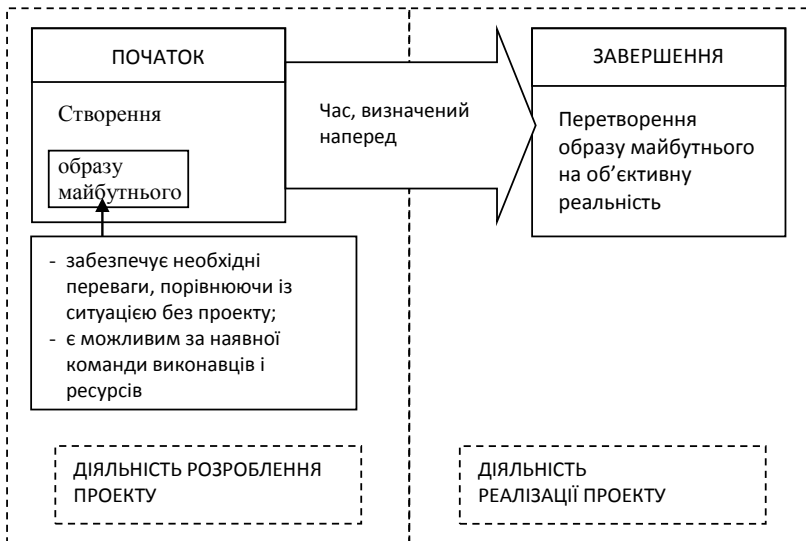 ПОЧАТОК
Створення
образу
майбутнього
- забезпечує необхідні
переваги, порівнюючи із
ситуацією без проекту;
- є можливим за наявної
команди виконавців і
ресурсів
ДІЯЛЬНІСТЬ РОЗРОБЛЕННЯ
ПРОЕКТУ
Час, визначений
наперед
ЗАВЕРШЕННЯ
Перетворення
образу майбутнього
на об’єктивну
реальність
ДІЯЛЬНІСТЬ
РЕАЛІЗАЦІЇ ПРОЕКТУ